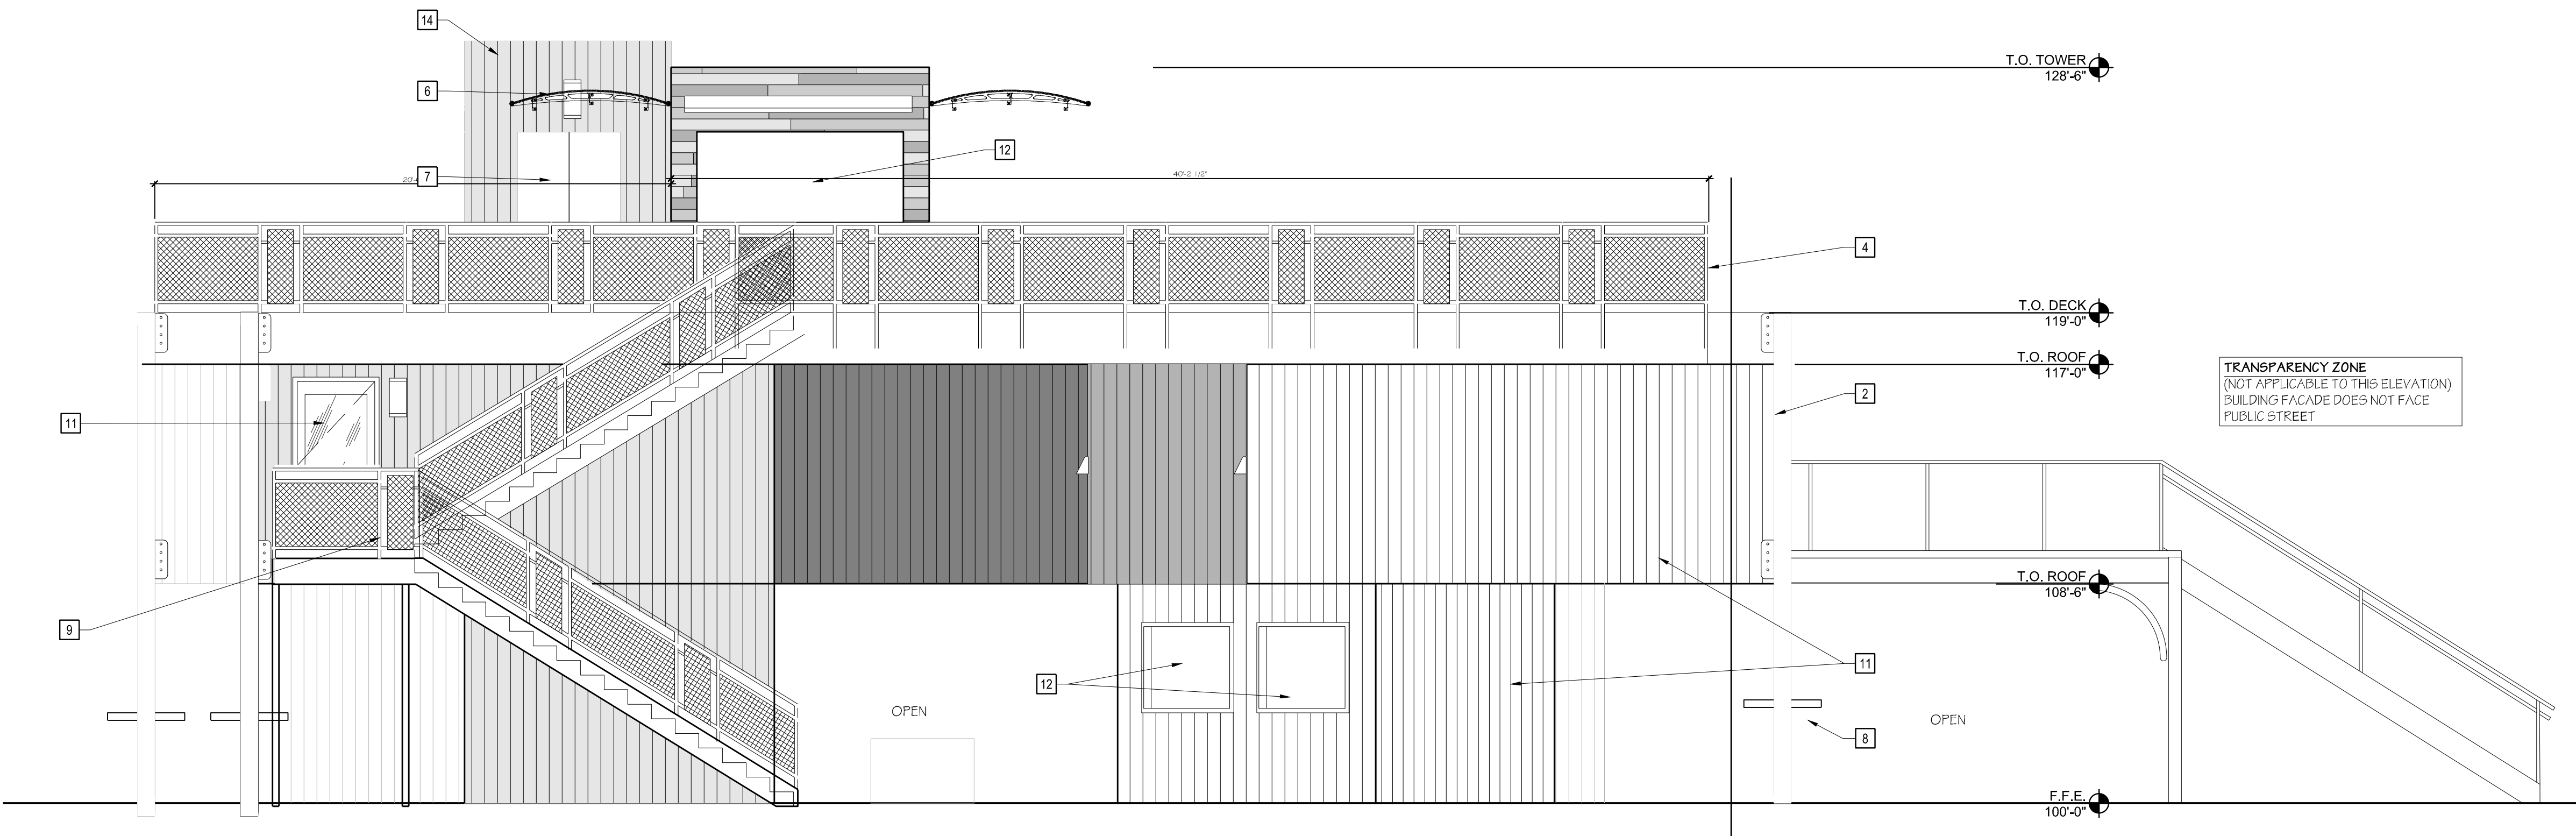 14
T.O. TOWER
128'-6"
6
12
7
40'-2 1/2"
4
T.O. DECK
119'-0"
T.O. ROOF
117'-0"
TRANSPARENCY ZONE
(NOT APPLICABLE TO THIS ELEVATION)
BUILDING FACADE DOES NOT FACE
PUBLIC STREET
2
11
T.O. ROOF
108'-6"
9
12
11
OPEN
OPEN
8
F.F.E.
100'-0"